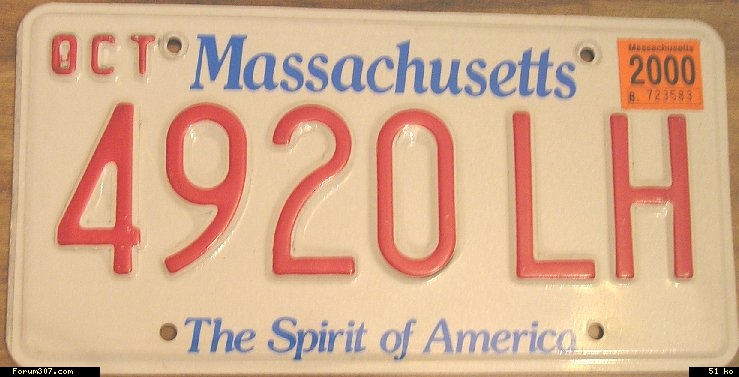 OCT Massachusetts
Massachusetts
2000
B. 723583
4920 LH
The Spirit of America
Forum307.com
51 ko